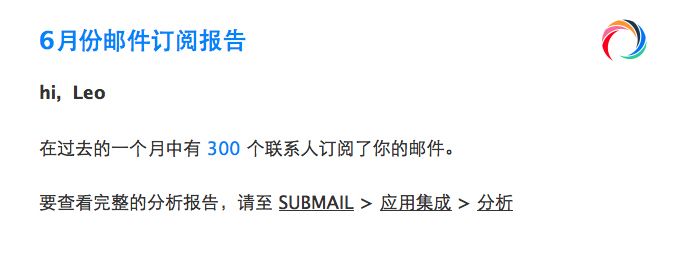 6月份邮件订阅报告
hi, Leo
在过去的一个月中有 300 个联系人订阅了你的邮件。
要查看完整的分析报告，请至 SUBMAIL > 应用集成 > 分析